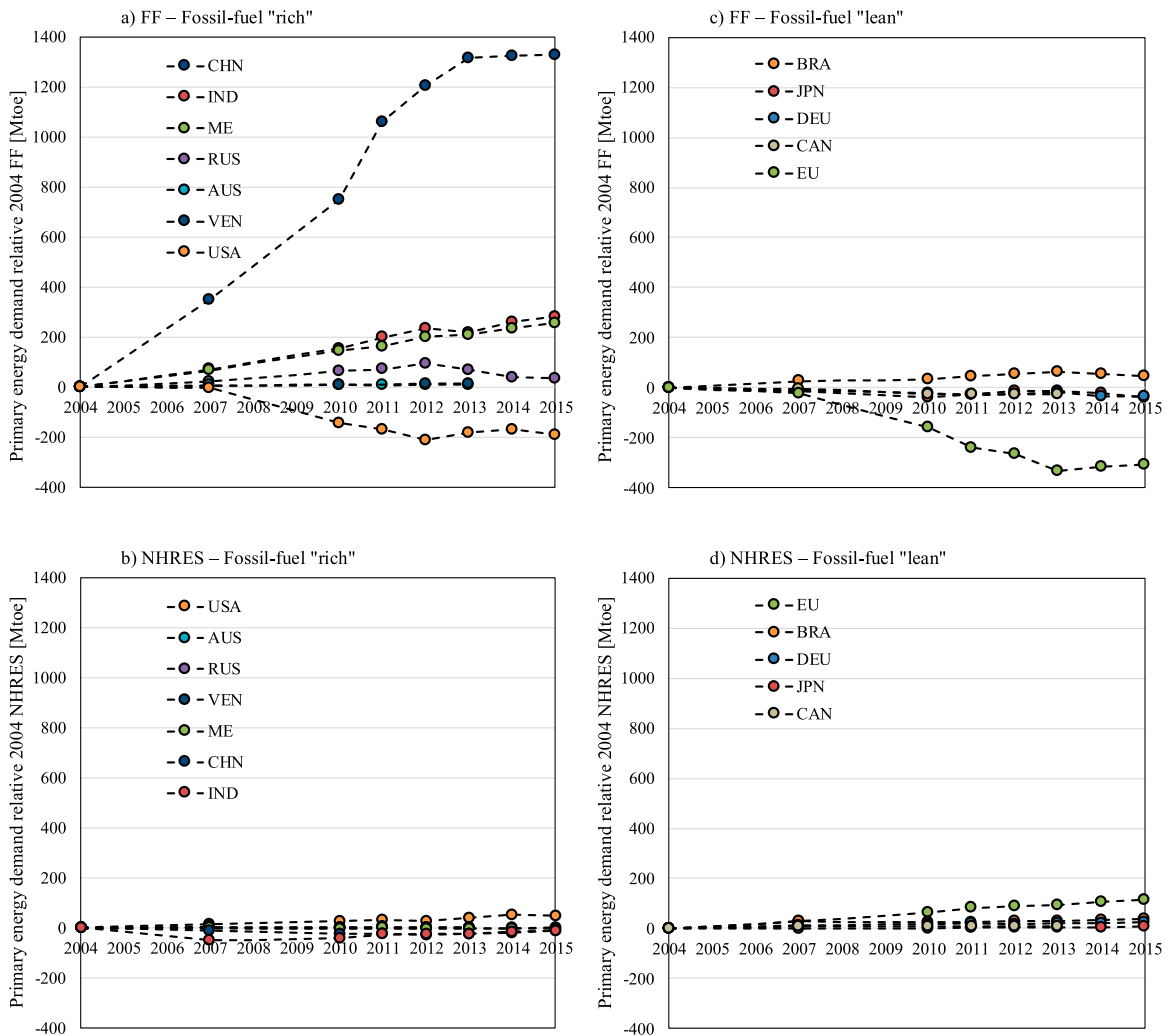 a) FF – Fossil-fuel "rich"
Primary energy demand relative 2004 FF [Mtoe]
1400
1200
1000
800
600
400
200
0
-200
-400
CHN
IND
ME
RUS
AUS
VEN
USA
2004 2005 2006 2007 2008 2009 2010 2011 2012 2013 2014 2015
c) FF – Fossil-fuel "lean"
Primary energy demand relative 2004 FF [Mtoe]
1400
1200
1000
800
600
400
200
0
-200
-400
BRA
JPN
DEU
CAN
EU
2004 2005 2006 2007 2008 2009 2010 2011 2012 2013 2014 2015
b) NHRES – Fossil-fuel "rich"
Primary energy demand relative 2004 NHRES [Mtoe]
1400
1200
1000
800
600
400
200
0
-200
-400
USA
AUS
RUS
VEN
ME
CHN
IND
2004 2005 2006 2007 2008 2009 2010 2011 2012 2013 2014 2015
d) NHRES – Fossil-fuel "lean"
Primary energy demand relative 2004 NHRES [Mtoe]
1400
1200
1000
800
600
400
200
0
-200
-400
EU
BRA
DEU
JPN
CAN
2004 2005 2006 2007 2008 2009 2010 2011 2012 2013 2014 2015